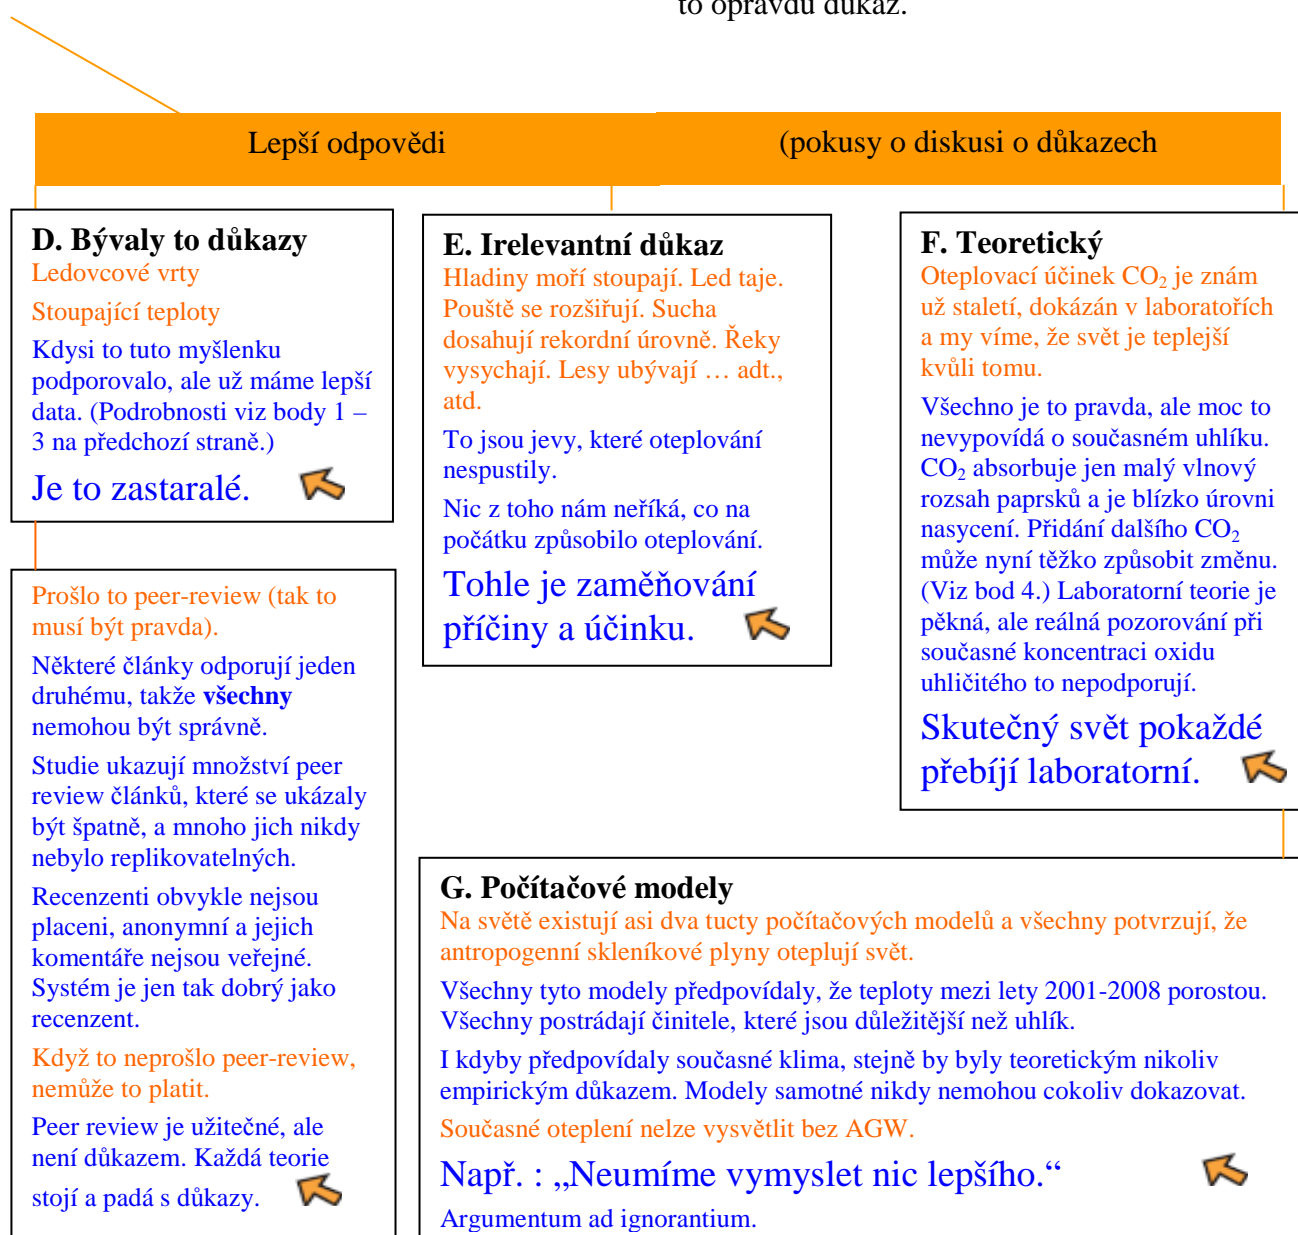 to opravdu důkaz.
Lepší odpovědi
(pokusy o diskusi o důkazech
D. Bývaly to důkazy
Ledovcové vrty
Stoupající teploty
Kdysi to tuto myšlenku
podporovalo, ale už máme lepší
data. (Podrobnosti viz body 1 –
3 na předchozí straně.)
Je to zastaralé.
E. Irelevantní důkaz
Hladiny moří stoupají. Led taje.
Pouště se rozšiřují. Sucha
dosahují rekordní úrovně. Řeky
vysychají. Lesy ubývají … adt.,
atd.
To jsou jevy, které oteplování
nespustily.
Nic z toho nám neříká, co na
počátku způsobilo oteplování.
Tohle je zaměňování
příčiny a účinku.
F. Teoretický
Oteplovací účinek CO₂ je znám
už staletí, dokázán v laboratořích
a my víme, že svět je teplejší
kvůli tomu.
Všechno je to pravda, ale moc to
nevypovídá o současném uhlíku.
CO₂ absorbuje jen malý vlnový
rozsah paprsků a je blízko úrovni
nasycení. Přidání dalšího CO₂
může nyní těžko způsobit změnu.
(Viz bod 4.) Laboratorní teorie je
pěkná, ale reálná pozorování při
současné koncentraci oxidu
uhličitého to nepodporují.
Skutečný svět pokaždé
přebíjí laboratorní.
Prošlo to peer-review (tak to
musí být pravda).
Některé články odporují jeden
druhému, takže všechny
nemohou být správně.
Studie ukazují množství peer
review článků, které se ukázaly
být špatně, a mnoho jich nikdy
nebylo replikovatelných.
Recenzenti obvykle nejsou
placeni, anonymní a jejich
komentáře nejsou veřejné.
Systém je jen tak dobrý jako
recenzent.
Když to neprošlo peer-review,
nemůže to platit.
Peer review je užitečné, ale
není důkazem. Každá teorie
stojí a padá s důkazy.
G. Počítačové modely
Na světě existují asi dva tucty počítačových modelů a všechny potvrzují, že
antropogenní skleníkové plyny oteplují svět.
Všechny tyto modely předpovídaly, že teploty mezi lety 2001-2008 porostou.
Všechny postrádají činitele, které jsou důležitější než uhlík.
I kdyby předpovídaly současné klima, stejně by byly teoretickým nikoliv
empirickým důkazem. Modely samotné nikdy nemohou cokoliv dokazovat.
Současné oteplení nelze vysvětlit bez AGW.
Např. : „Neumíme vymyslet nic lepšího.“
Argumentum ad ignorantium.